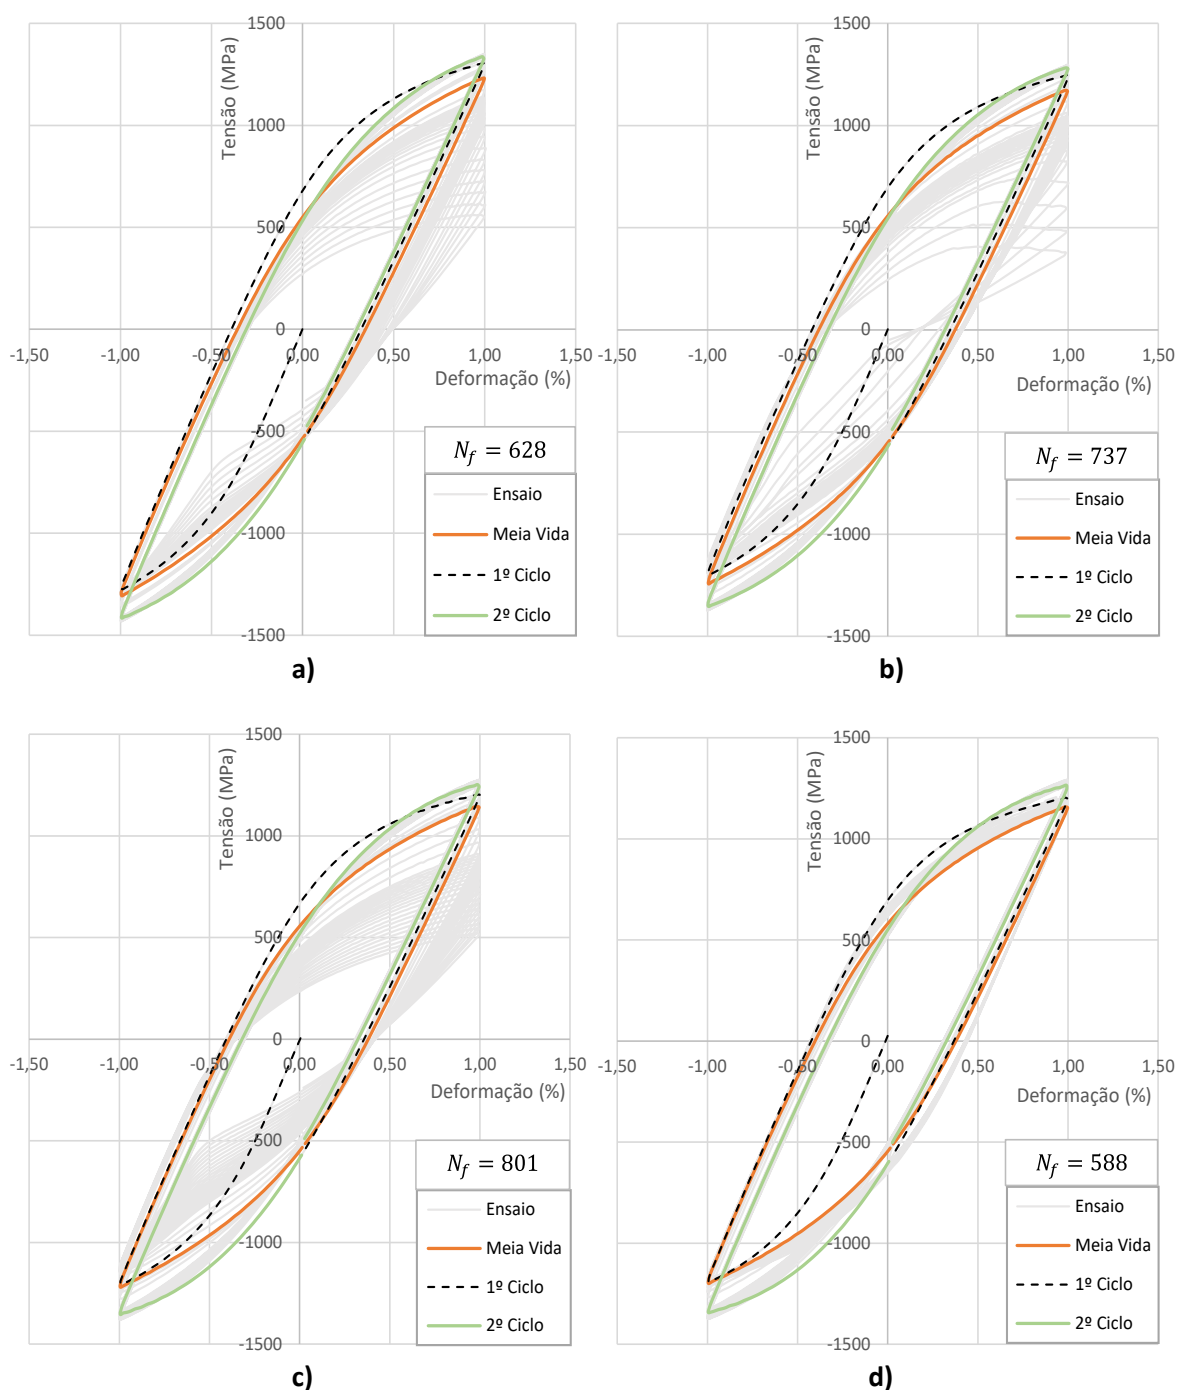 1500
1000
500
0
-500
-1000
-1500
-1,50 -1,00 -0,50 0,00 0,50 1,00 1,50
Tensão (MPa)
Deformação (%)
N_f = 628
Ensaio
Meia Vida
1º Ciclo
2º Ciclo
a)
1500
1000
500
0
-500
-1000
-1500
-1,50 -1,00 -0,50 0,00 0,50 1,00 1,50
Tensão (MPa)
Deformação (%)
N_f = 737
Ensaio
Meia Vida
1º Ciclo
2º Ciclo
b)
1500
1000
500
0
-500
-1000
-1500
-1,50 -1,00 -0,50 0,00 0,50 1,00 1,50
Tensão (MPa)
Deformação (%)
N_f = 801
Ensaio
Meia Vida
1º Ciclo
2º Ciclo
c)
1500
1000
500
0
-500
-1000
-1500
-1,50 -1,00 -0,50 0,00 0,50 1,00 1,50
Tensão (MPa)
Deformação (%)
N_f = 588
Ensaio
Meia Vida
1º Ciclo
2º Ciclo
d)